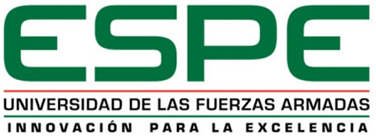 ESPE
UNIVERSIDAD DE LAS FUERZAS ARMADAS
INNOVACIÓN PARA LA EXCELENCIA